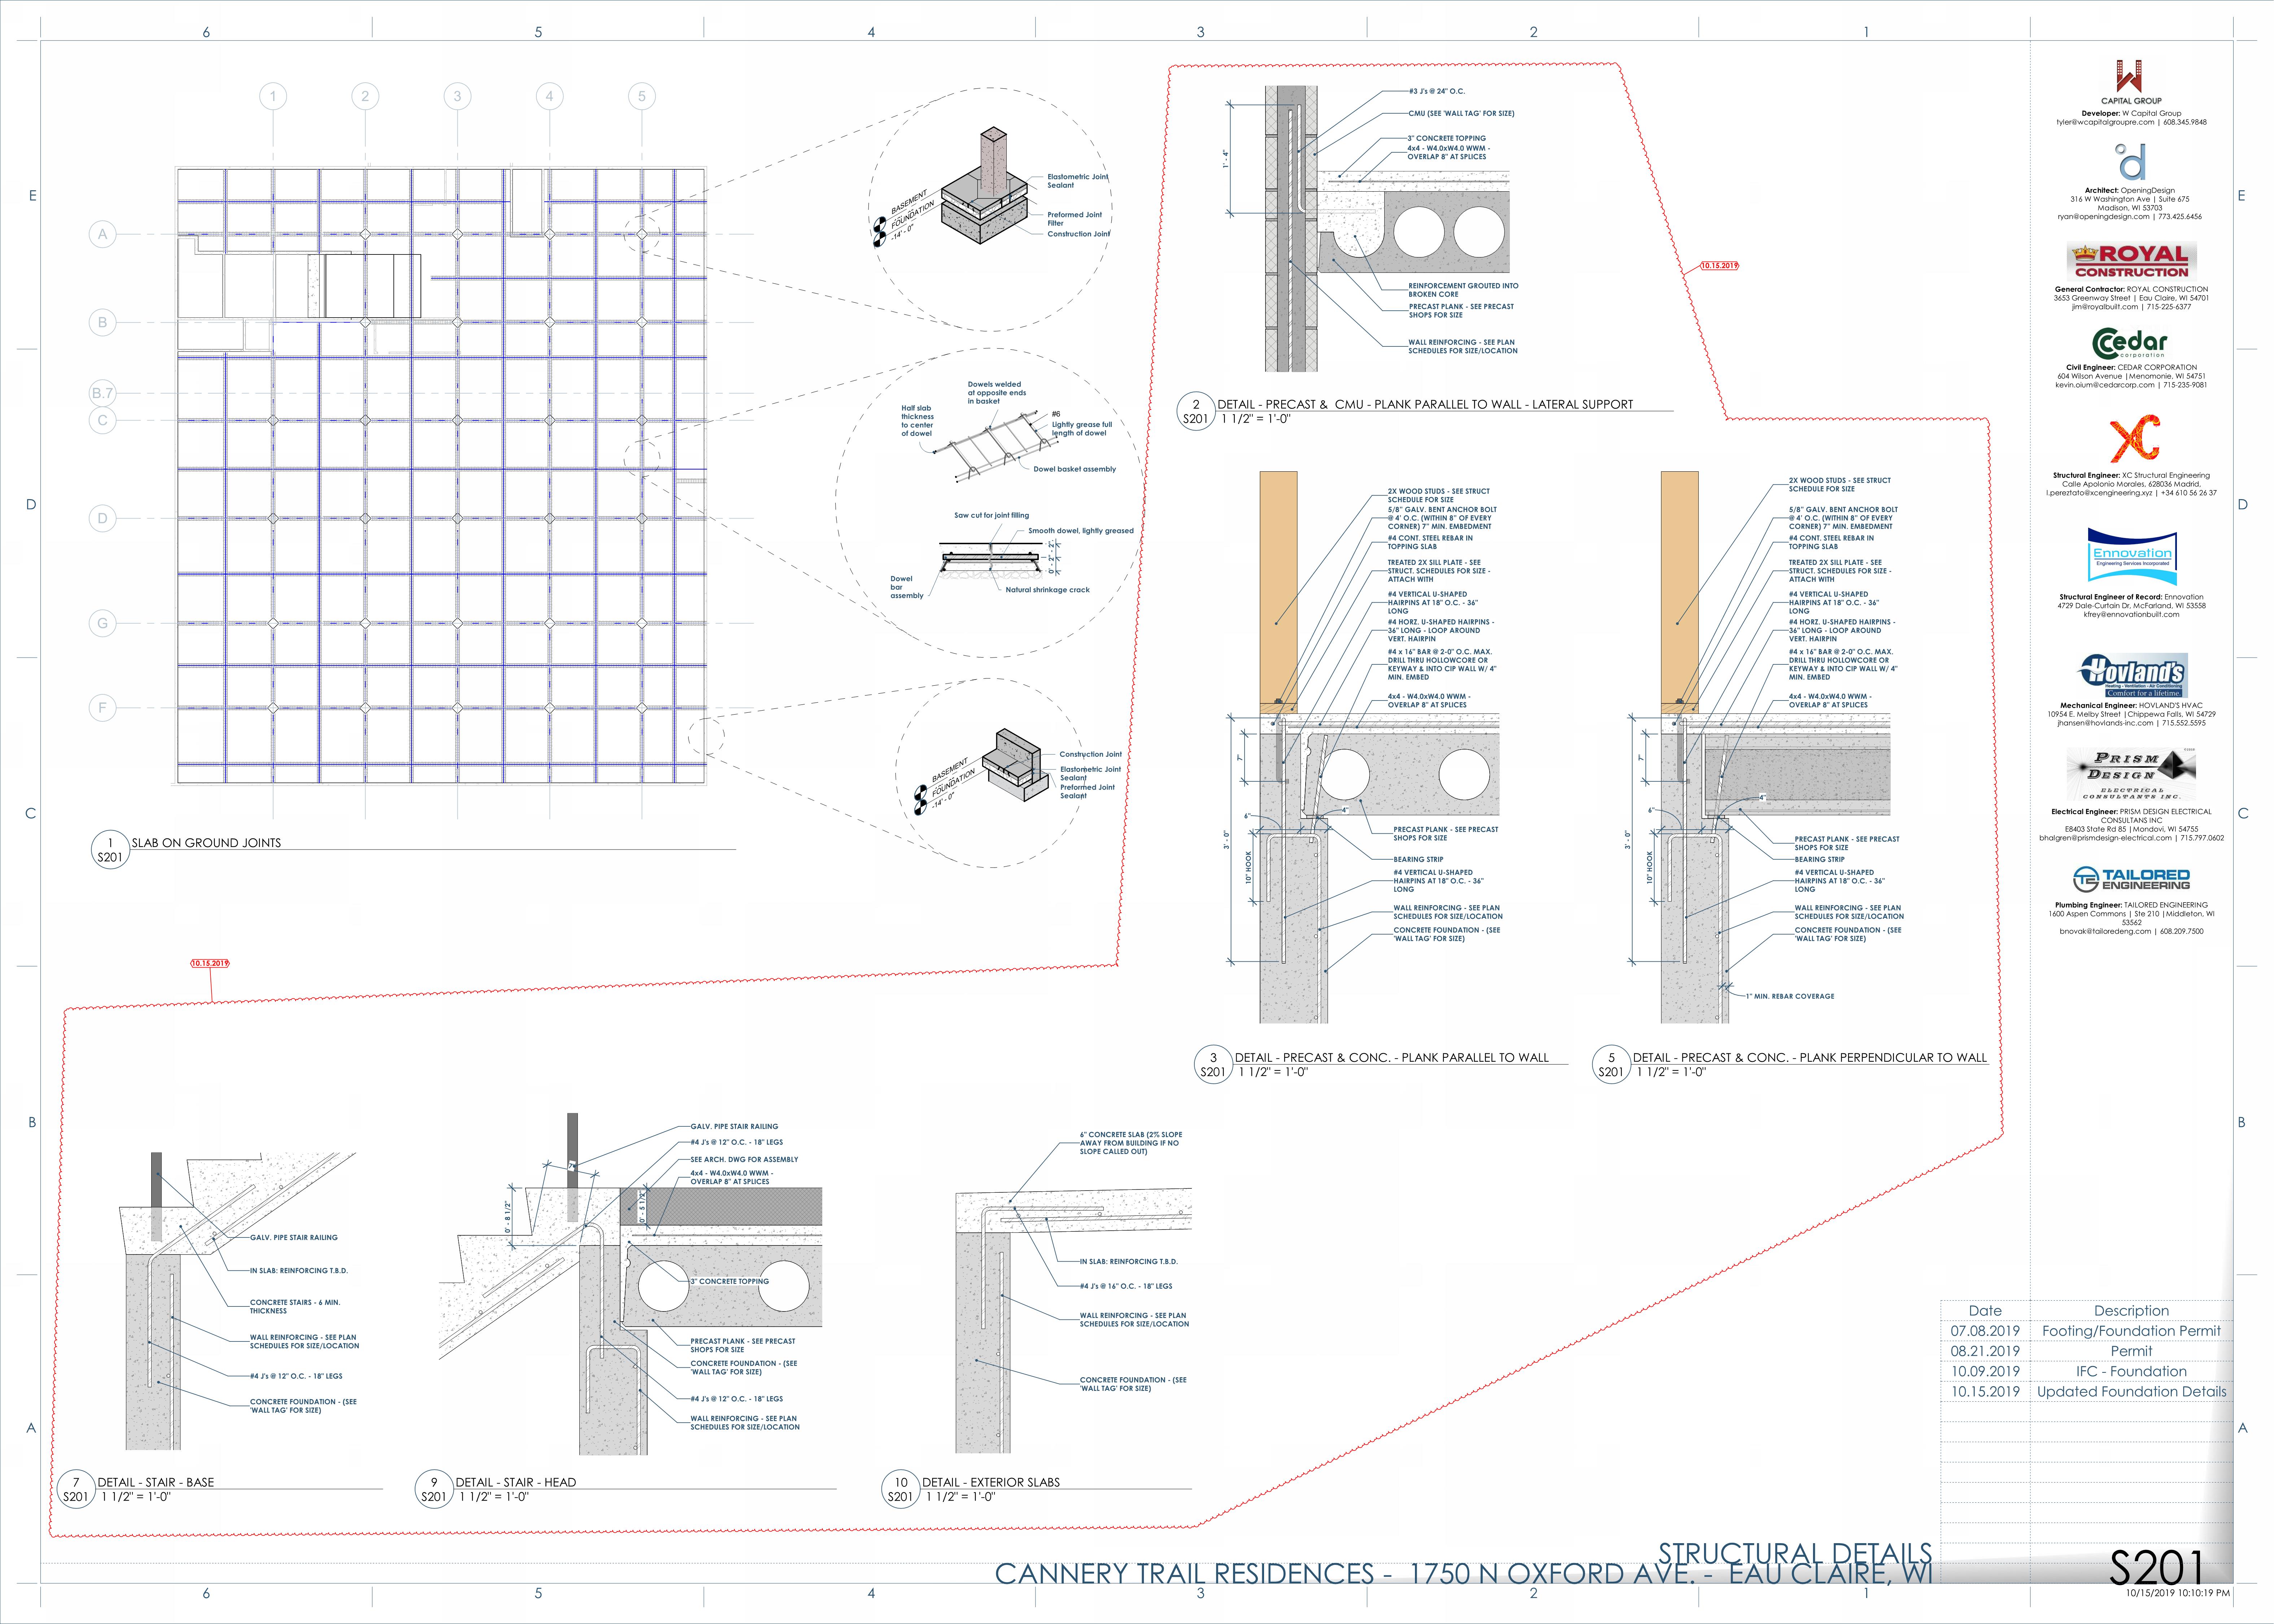 6 5 4 3 2 1
E
D
C
B
A
1 2 3 4 5
A
B
B.7
C
D
G
F
BASEMENT
FOUNDATION
-14' - 0"
Elastometric Joint
Sealant
Preformed Joint
Filter
Construction Joint
Dowels welded
at opposite ends
in basket
Half slab
thickness
to center
of dowel
#6
Lightly grease full
length of dowel
Dowel basket assembly
Saw cut for joint filling
Smooth dowel, lightly greased
Dowel
bar
assembly
Natural shrinkage crack
BASEMENT
FOUNDATION
-14' - 0"
Construction Joint
Elastometric Joint
Sealant
Preformed Joint
Sealant
1
S201
SLAB ON GROUND JOINTS
1' - 4"
#3 J's @ 24" O.C.
CMU (SEE 'WALL TAG' FOR SIZE)
3" CONCRETE TOPPING
4x4 - W4.0xW4.0 WWM -
OVERLAP 8" AT SPLICES
REINFORCEMENT GROUTED INTO
BROKEN CORE
PRECAST PLANK - SEE PRECAST
SHOPS FOR SIZE
WALL REINFORCING - SEE PLAN
SCHEDULES FOR SIZE/LOCATION
2
S201
DETAIL - PRECAST & CMU - PLANK PARALLEL TO WALL - LATERAL SUPPORT
1 1/2" = 1'-0"
10.15.2019
2X WOOD STUDS - SEE STRUCT
SCHEDULE FOR SIZE
5/8" GALV. BENT ANCHOR BOLT
@ 4' O.C. (WITHIN 8" OF EVERY
CORNER) 7" MIN. EMBEDMENT
#4 CONT. STEEL REBAR IN
TOPPING SLAB
TREATED 2X SILL PLATE - SEE
STRUCT. SCHEDULES FOR SIZE -
ATTACH WITH
#4 VERTICAL U-SHAPED
HAIRPINS AT 18" O.C. - 36"
LONG
#4 HORZ. U-SHAPED HAIRPINS -
36" LONG - LOOP AROUND
VERT. HAIRPIN
#4 x 16" BAR @ 2-0" O.C. MAX.
DRILL THRU HOLLOWCORE OR
KEYWAY & INTO CIP WALL W/ 4"
MIN. EMBED
4x4 - W4.0xW4.0 WWM -
OVERLAP 8" AT SPLICES
7"
6"
4"
3' - 0"
10" HOOK
PRECAST PLANK - SEE PRECAST
SHOPS FOR SIZE
BEARING STRIP
#4 VERTICAL U-SHAPED
HAIRPINS AT 18" O.C. - 36"
LONG
WALL REINFORCING - SEE PLAN
SCHEDULES FOR SIZE/LOCATION
CONCRETE FOUNDATION - (SEE
'WALL TAG' FOR SIZE)
3
S201
DETAIL - PRECAST & CONC. - PLANK PARALLEL TO WALL
1 1/2" = 1'-0"
2X WOOD STUDS - SEE STRUCT
SCHEDULE FOR SIZE
5/8" GALV. BENT ANCHOR BOLT
@ 4' O.C. (WITHIN 8" OF EVERY
CORNER) 7" MIN. EMBEDMENT
#4 CONT. STEEL REBAR IN
TOPPING SLAB
TREATED 2X SILL PLATE - SEE
STRUCT. SCHEDULES FOR SIZE -
ATTACH WITH
#4 VERTICAL U-SHAPED
HAIRPINS AT 18" O.C. - 36"
LONG
#4 HORZ. U-SHAPED HAIRPINS -
36" LONG - LOOP AROUND
VERT. HAIRPIN
#4 x 16" BAR @ 2-0" O.C. MAX.
DRILL THRU HOLLOWCORE OR
KEYWAY & INTO CIP WALL W/ 4"
MIN. EMBED
4x4 - W4.0xW4.0 WWM -
OVERLAP 8" AT SPLICES
7"
6"
4"
3' - 0"
10" HOOK
PRECAST PLANK - SEE PRECAST
SHOPS FOR SIZE
BEARING STRIP
#4 VERTICAL U-SHAPED
HAIRPINS AT 18" O.C. - 36"
LONG
WALL REINFORCING - SEE PLAN
SCHEDULES FOR SIZE/LOCATION
CONCRETE FOUNDATION - (SEE
'WALL TAG' FOR SIZE)
1" MIN. REBAR COVERAGE
5
S201
DETAIL - PRECAST & CONC. - PLANK PERPENDICULAR TO WALL
1 1/2" = 1'-0"
10.15.2019
GALV. PIPE STAIR RAILING
IN SLAB: REINFORCING T.B.D.
CONCRETE STAIRS - 6 MIN.
THICKNESS
WALL REINFORCING - SEE PLAN
SCHEDULES FOR SIZE/LOCATION
#4 J's @ 12" O.C. - 18" LEGS
CONCRETE FOUNDATION - (SEE
'WALL TAG' FOR SIZE)
7
S201
DETAIL - STAIR - BASE
1 1/2" = 1'-0"
GALV. PIPE STAIR RAILING
#4 J's @ 12" O.C. - 18" LEGS
SEE ARCH. DWG FOR ASSEMBLY
4x4 - W4.0xW4.0 WWM -
OVERLAP 8" AT SPLICES
7"
0' - 8 1/2"
0' - 5 1/2"
3" CONCRETE TOPPING
PRECAST PLANK - SEE PRECAST
SHOPS FOR SIZE
CONCRETE FOUNDATION - (SEE
'WALL TAG' FOR SIZE)
#4 J's @ 12" O.C. - 18" LEGS
WALL REINFORCING - SEE PLAN
SCHEDULES FOR SIZE/LOCATION
9
S201
DETAIL - STAIR - HEAD
1 1/2" = 1'-0"
6" CONCRETE SLAB (2% SLOPE
AWAY FROM BUILDING IF NO
SLOPE CALLED OUT)
IN SLAB: REINFORCING T.B.D.
#4 J's @ 16" O.C. - 18" LEGS
WALL REINFORCING - SEE PLAN
SCHEDULES FOR SIZE/LOCATION
CONCRETE FOUNDATION - (SEE
'WALL TAG' FOR SIZE)
10
S201
DETAIL - EXTERIOR SLABS
1 1/2" = 1'-0"
CAPITAL GROUP
Developer: W Capital Group
tyler@wcapitalgroupre.com | 608.345.9848
Architect: OpeningDesign
316 W Washington Ave | Suite 675
Madison, WI 53703
ryan@openingdesign.com | 773.425.6456
ROYAL
CONSTRUCTION
General Contractor: ROYAL CONSTRUCTION
3653 Greenway Street | Eau Claire, WI 54701
jim@royalbuilt.com | 715-225-6377
Cedar
corporation
Civil Engineer: CEDAR CORPORATION
604 Wilson Avenue |Menomonie, WI 54751
kevin.oium@cedarcorp.com | 715-235-9081
XC
Structural Engineer: XC Structural Engineering
Calle Apolonio Morales, 628036 Madrid,
l.pereztato@xcengineering.xyz | +34 610 56 26 37
Ennovation
Engineering Services Incorporated
Structural Engineer of Record: Ennovation
4729 Dale-Curtain Dr, McFarland, WI 53558
kfrey@ennovationbuilt.com
Hovland's
Heating - Ventilation - Air Conditioning
Comfort for a lifetime
Mechanical Engineer: HOVLAND'S HVAC
10954 E. Melby Street |Chippewa Falls, WI 54729
jhansen@hovlands-inc.com | 715.552.5595
PRISM
DESIGN
ELECTRICAL
CONSULTANTS INC.
Electrical Engineer: PRISM DESIGN ELECTRICAL
CONSULTANS INC
E8403 State Rd 85 |Mondovi, WI 54755
bhalgren@prismdesign-electrical.com | 715.797.0602
TE TAILORED
ENGINEERING
Plumbing Engineer: TAILORED ENGINEERING
1600 Aspen Commons | Ste 210 |Middleton, WI
53562
bnovak@tailoredeng.com | 608.209.7500
E
D
C
B
A
Date Description
07.08.2019 Footing/Foundation Permit
08.21.2019 Permit
10.09.2019 IFC - Foundation
10.15.2019 Updated Foundation Details
STRUCTURAL DETAILS
CANNERY TRAIL RESIDENCES - 1750 N OXFORD AVE. - EAU CLAIRE, WI
S201
10/15/2019 10:10:19 PM
6 5 4 3 2 1